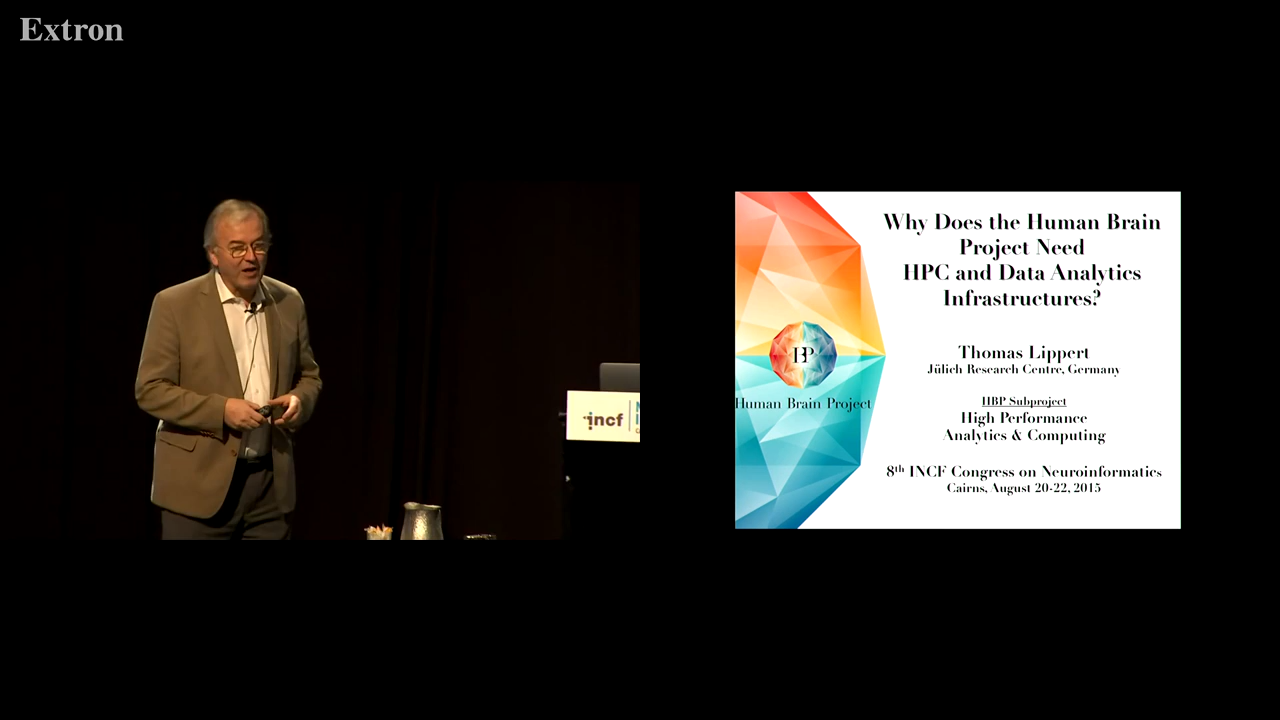 Extron
Why Does the Human Brain
Project Need
HPC and Data Analytics
Infrastructures?
Thomas Lippert
Jülich Research Centre, Germany
HBP Subproject
High Performance
Analytics & Computing
8th INCF Congress on Neuroinformatics
Cairns, August 20-22, 2015
HBP
Human Brain Project
incf